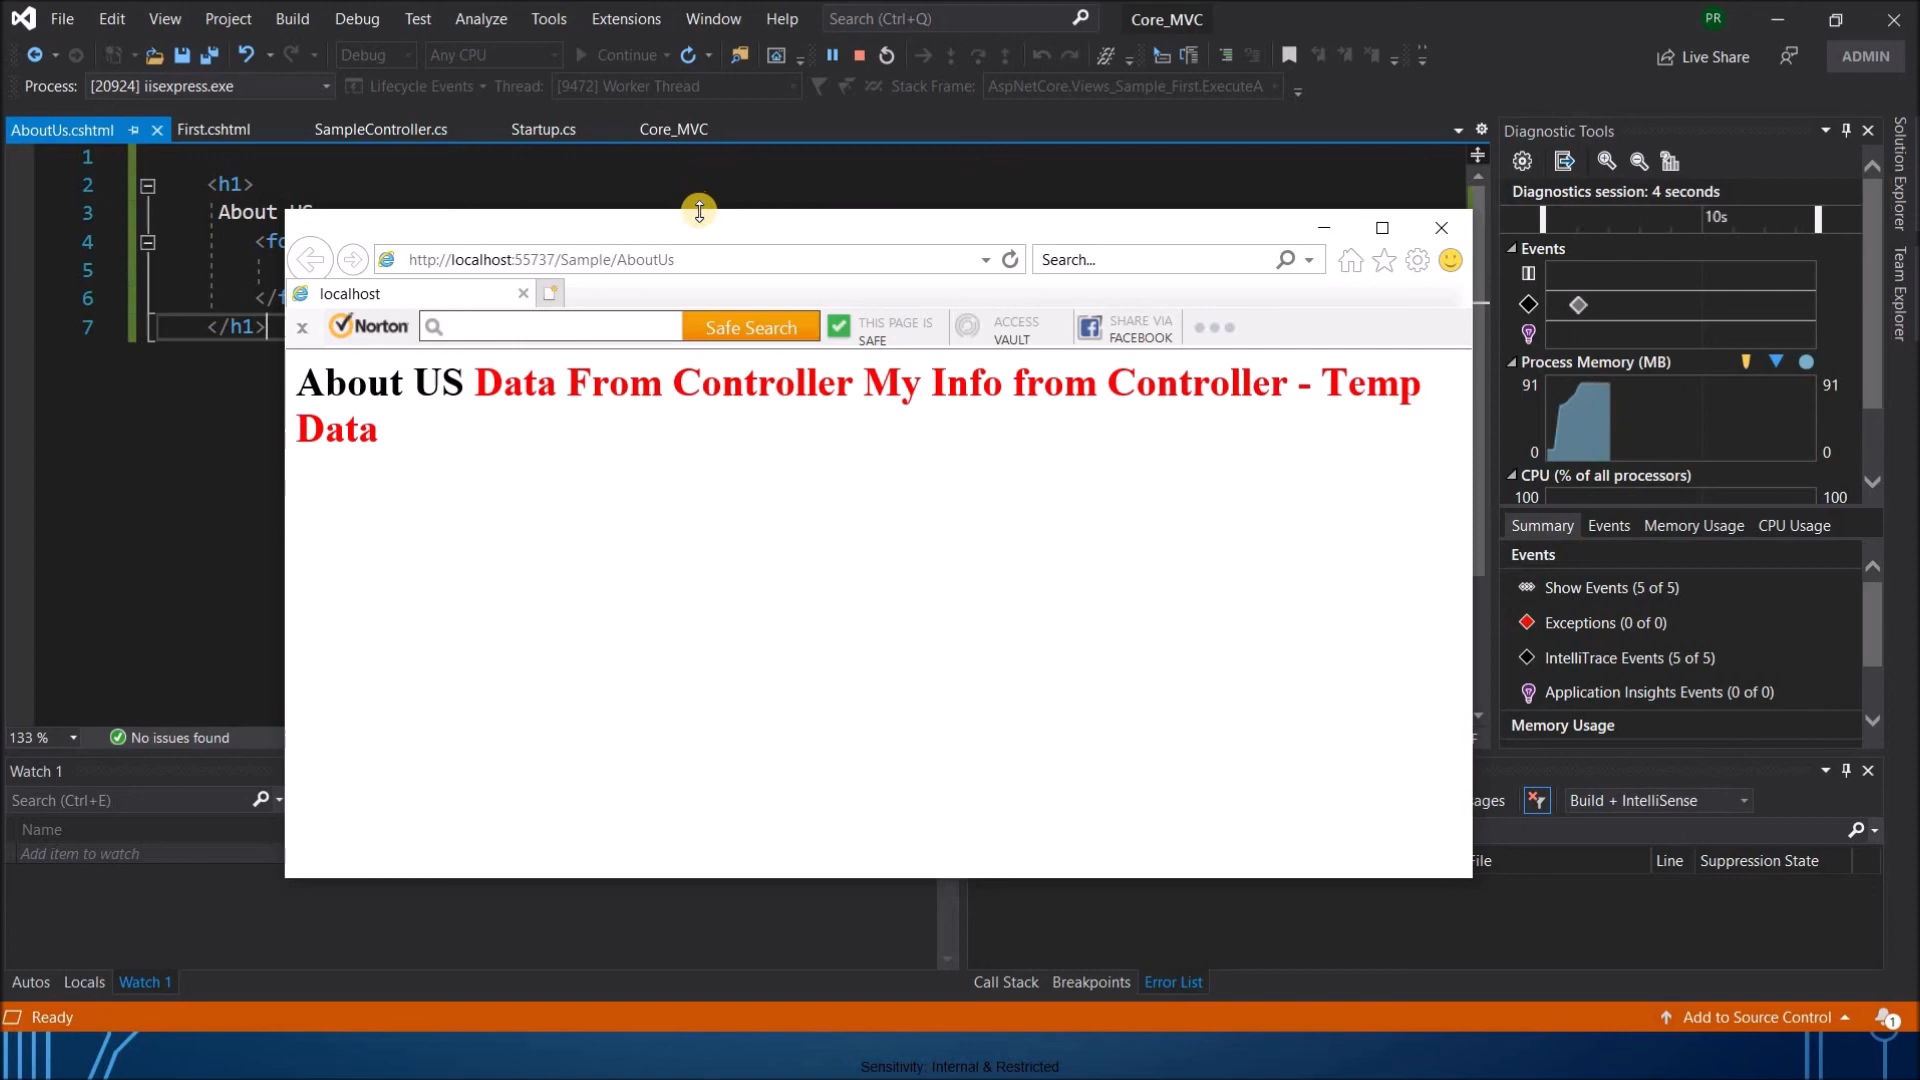 File Edit View Project Build Debug Test Analyze Tools Extensions Window Help Search (Ctrl+Q) Core_MVC PR
Debug Any CPU Continue Live Share ADMIN
Process: [20924] iisexpress.exe Lifecycle Events Thread: [9472] Worker Thread Stack Frame: AspNetCore.Views_Sample_First.ExecuteA
AboutUs.cshtml First.cshtml SampleController.cs Startup.cs Core_MVC
1
2 <h1>
3 About US
4 <fo
5
6 </f
7 </h1>
http://localhost:55737/Sample/AboutUs Search...
localhost
x Norton Safe Search THIS PAGE IS SAFE ACCESS VAULT SHARE VIA FACEBOOK
About US Data From Controller My Info from Controller - Temp
Data
Diagnostic Tools
Diagnostics session: 4 seconds
10s
Events
Process Memory (MB)
91 91
0 0
CPU (% of all processors)
100 100
Summary Events Memory Usage CPU Usage
Events
Show Events (5 of 5)
Exceptions (0 of 0)
IntelliTrace Events (5 of 5)
Application Insights Events (0 of 0)
Memory Usage
Solution Explorer
Team Explorer
133 % No issues found
Watch 1
Search (Ctrl+E)
Name
Add item to watch
ages Build + IntelliSense
File Line Suppression State
Autos Locals Watch 1 Call Stack Breakpoints Error List
Ready Add to Source Control 1
Sensitivity: Internal & Restricted